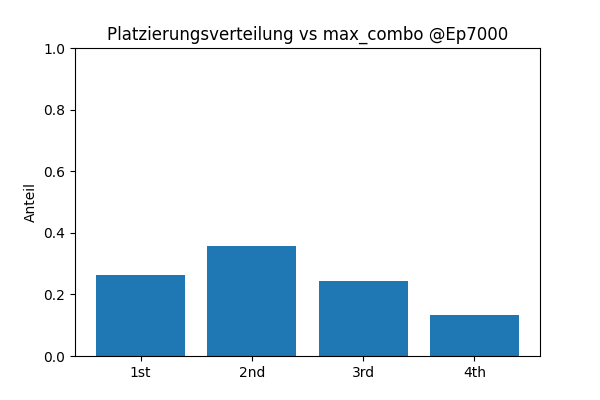 Platzierungsverteilung vs max_combo @Ep7000
1.0
0.8
0.6
0.4
0.2
0.0
Anteil
1st
2nd
3rd
4th